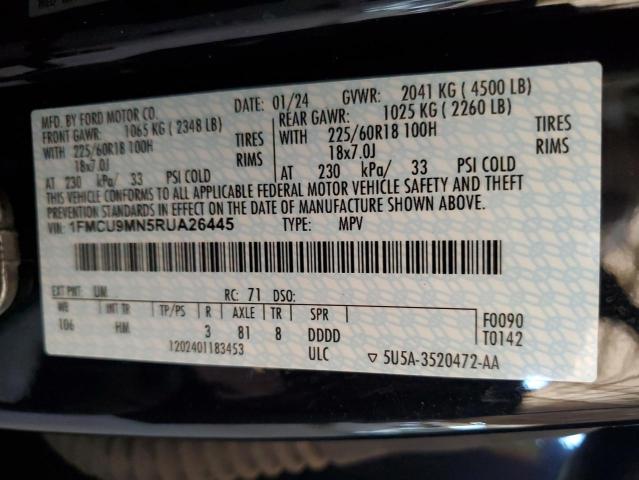 MFD. BY FORD MOTOR CO. DATE: 01/24 GVWR: 2041 KG ( 4500 LB)
FRONT GAWR: 1065 KG ( 2348 LB) REAR GAWR: 1025 KG ( 2260 LB)
WITH 225/60R18 100H TIRES WITH 225/60R18 100H TIRES
18x7.0J RIMS 18x7.0J RIMS
AT 230 kPa/ 33 PSI COLD AT 230 kPa/ 33 PSI COLD
THIS VEHICLE CONFORMS TO ALL APPLICABLE FEDERAL MOTOR VEHICLE SAFETY AND THEFT
PREVENTION STANDARDS IN EFFECT ON THE DATE OF MANUFACTURE SHOWN ABOVE.
VIN: 1FMCU9MN5RUA26445 TYPE: MPV
EXT PNT: UM RC: 71 DSO:
WB INT TR TP/PS R AXLE TR SPR F0090
106 HM 3 81 8 DDDD T0142
1202401183453 ULC ▽ 5U5A-3520472-AA